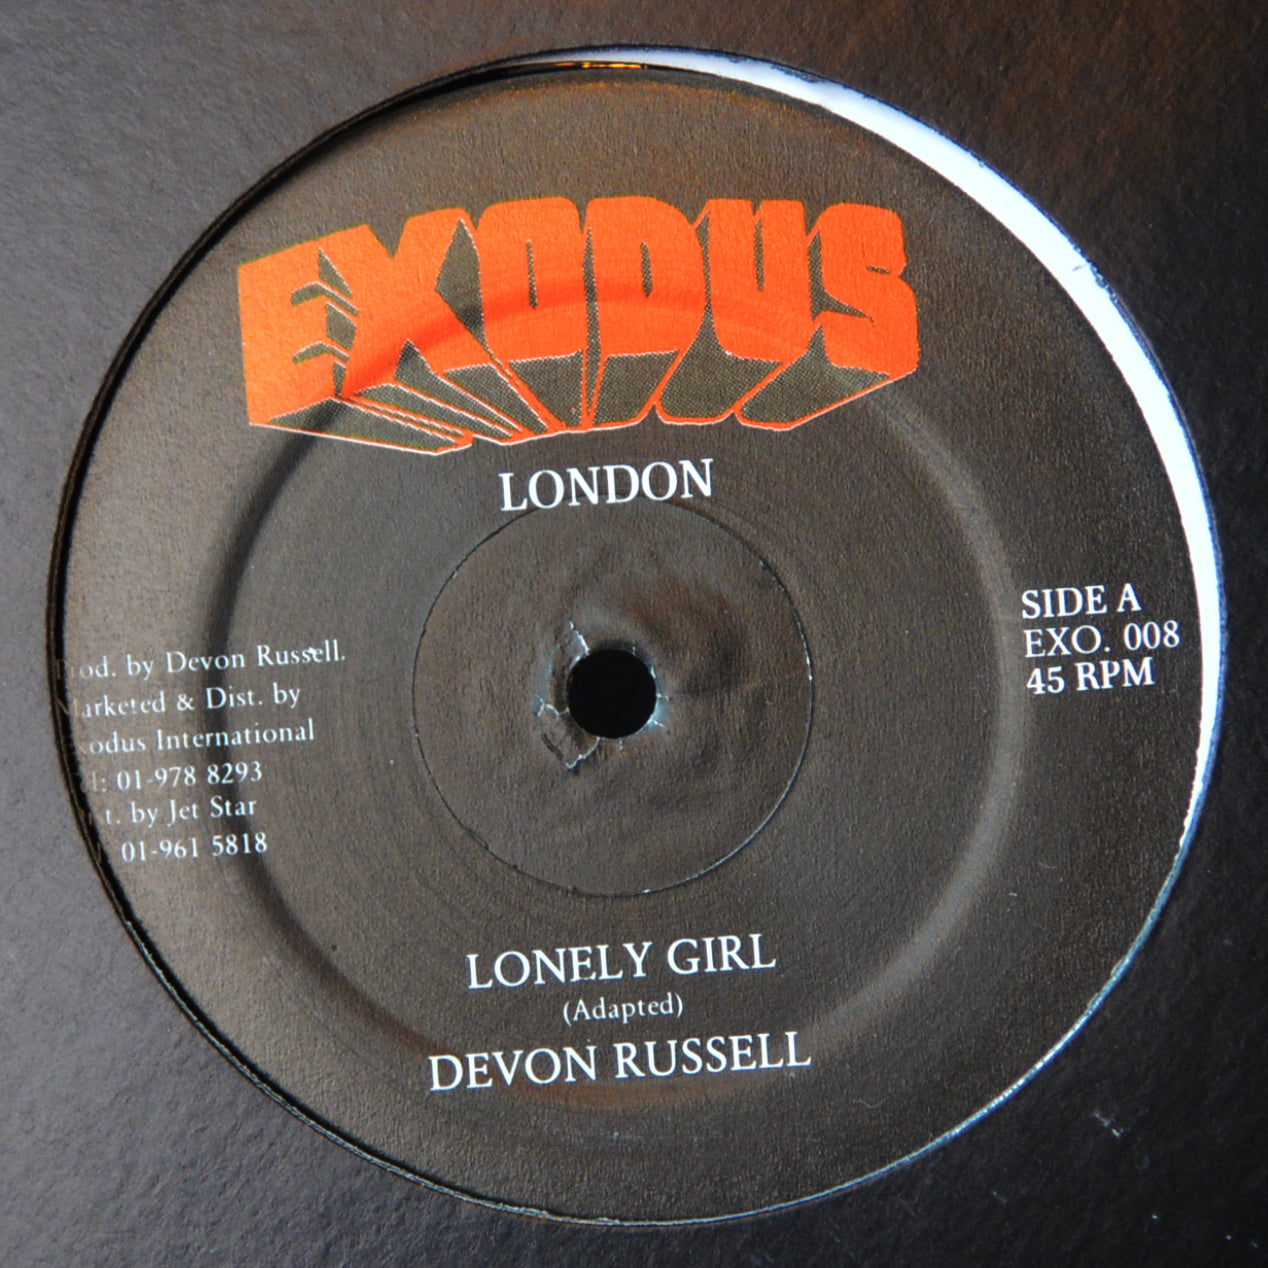 EXODUS
LONDON
SIDE A
EXO. 008
45 RPM
Prod. by Devon Russell.
Marketed & Dist. by
Exodus International
01-978 8293
by Jet Star
01-961 5818
LONELY GIRL
(Adapted)
DEVON RUSSELL